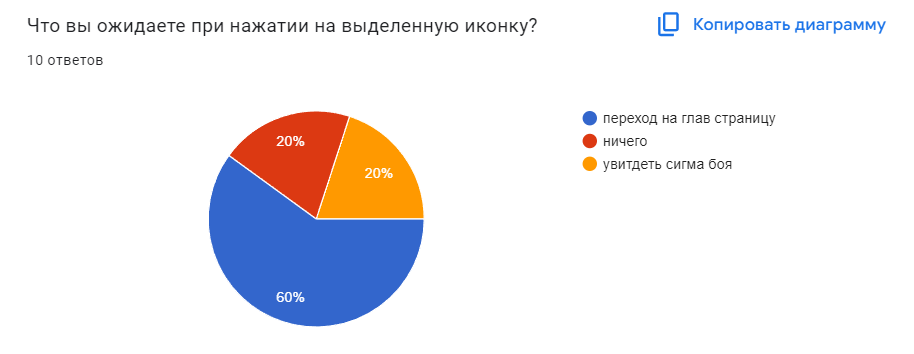 Что вы ожидаете при нажатии на выделенную иконку?
Копировать диаграмму
10 ответов
переход на глав страницу
ничего
увитдеть сигма боя
20%
20%
60%